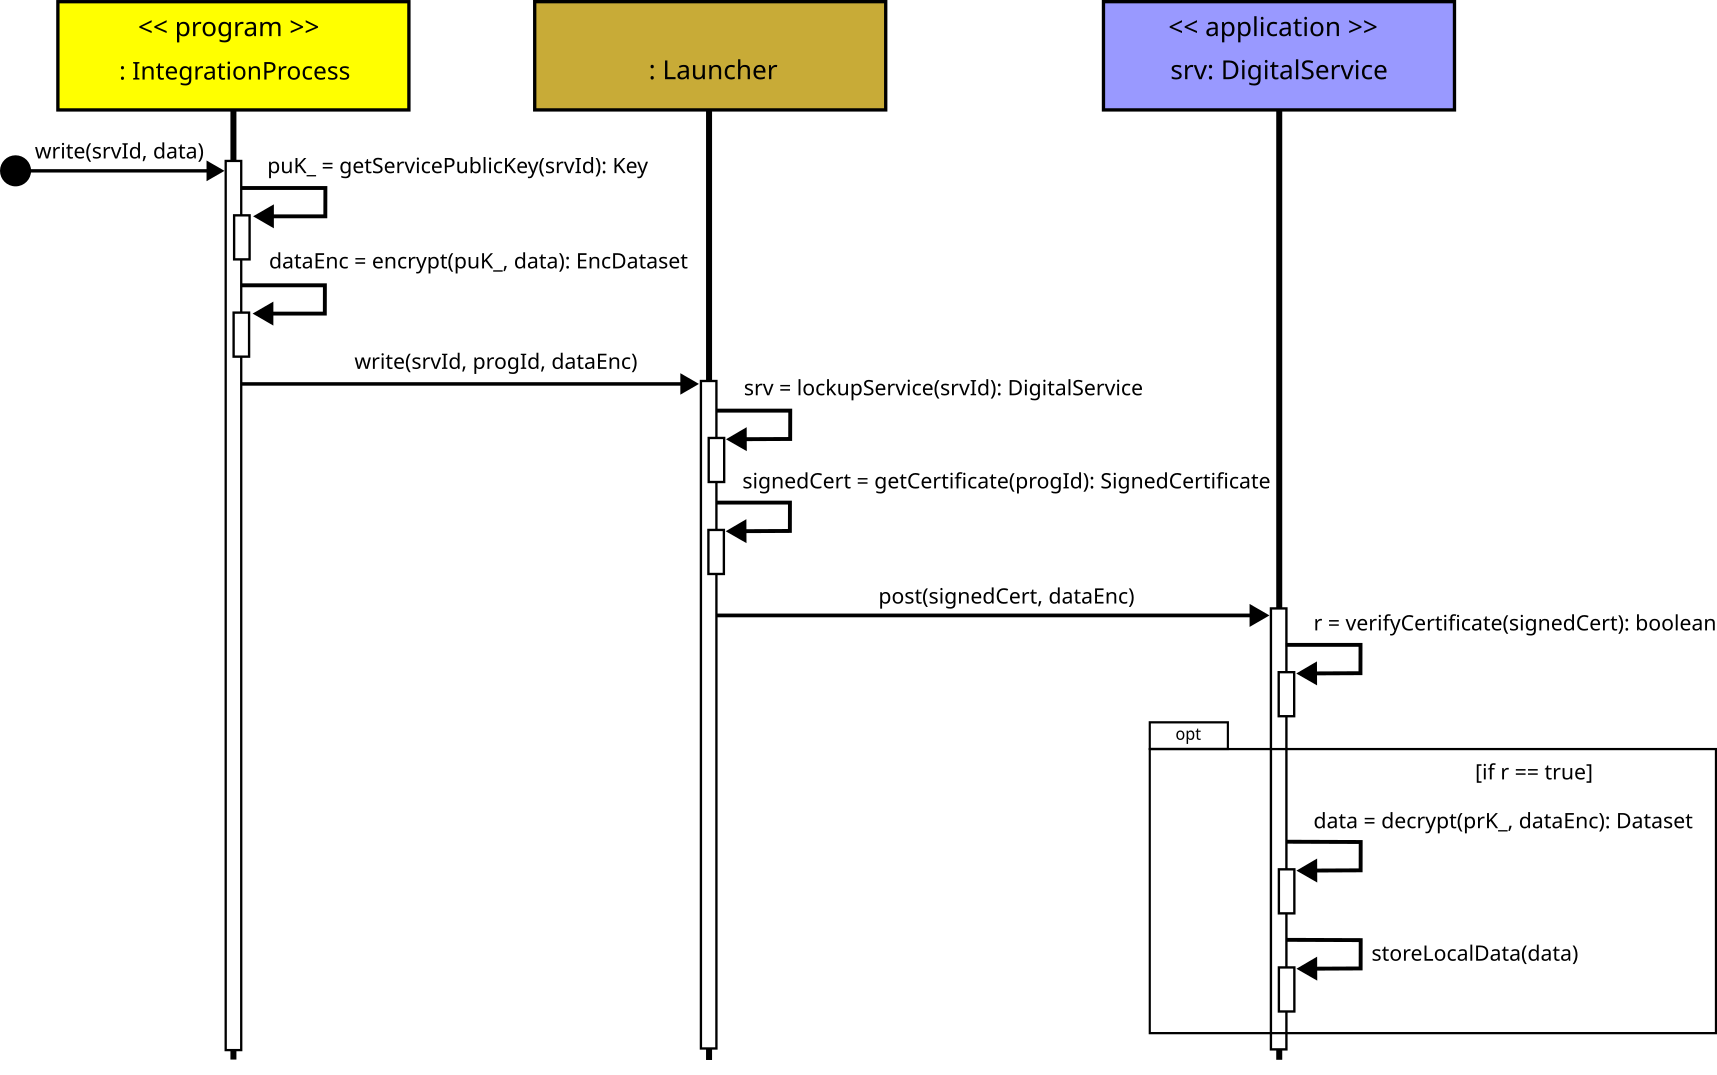 << program >>
: IntegrationProcess
: Launcher
<< application >>
srv: DigitalService
write(srvId, data)
puK_ = getServicePublicKey(srvId): Key
dataEnc = encrypt(puK_, data): EncDataset
write(srvId, progId, dataEnc)
srv = lockupService(srvId): DigitalService
signedCert = getCertificate(progId): SignedCertificate
post(signedCert, dataEnc)
r = verifyCertificate(signedCert): boolean
opt
[if r == true]
data = decrypt(prK_, dataEnc): Dataset
storeLocalData(data)